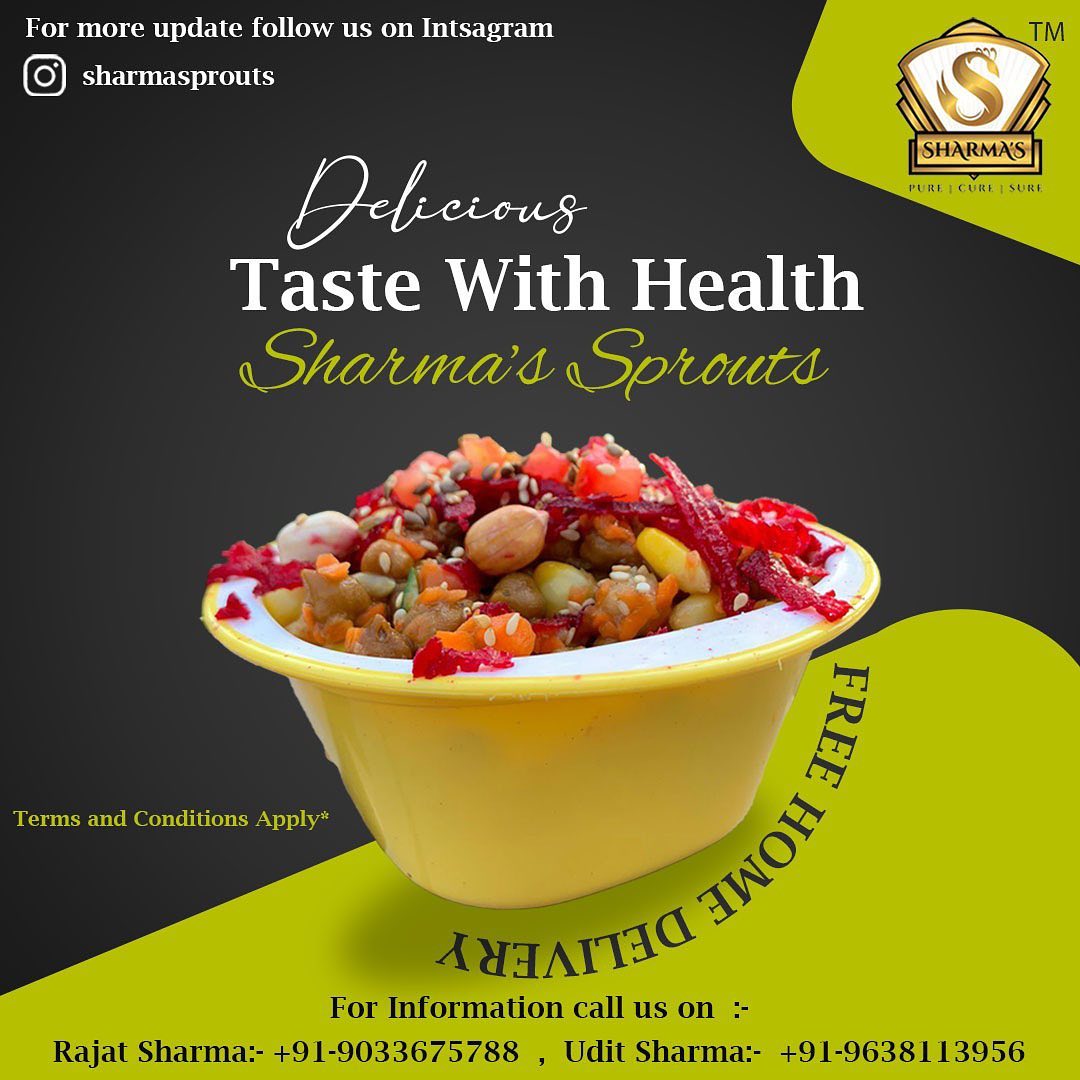 For more update follow us on Intsagram
sharmasprouts
TM
SHARMA'S
PURE | CURE | SURE
Delicious
Taste With Health
Sharma's Sprouts
FREE HOME DELIVERY
Terms and Conditions Apply*
For Information call us on :-
Rajat Sharma:- +91-9033675788 , Udit Sharma:- +91-9638113956